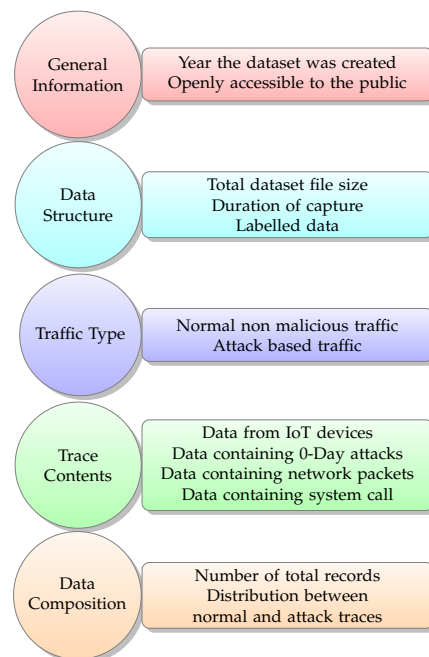 General
Information
Year the dataset was created
Openly accessible to the public
Data
Structure
Total dataset file size
Duration of capture
Labelled data
Traffic Type
Normal non malicious traffic
Attack based traffic
Trace
Contents
Data from IoT devices
Data containing 0-Day attacks
Data containing network packets
Data containing system call
Data
Composition
Number of total records
Distribution between
normal and attack traces